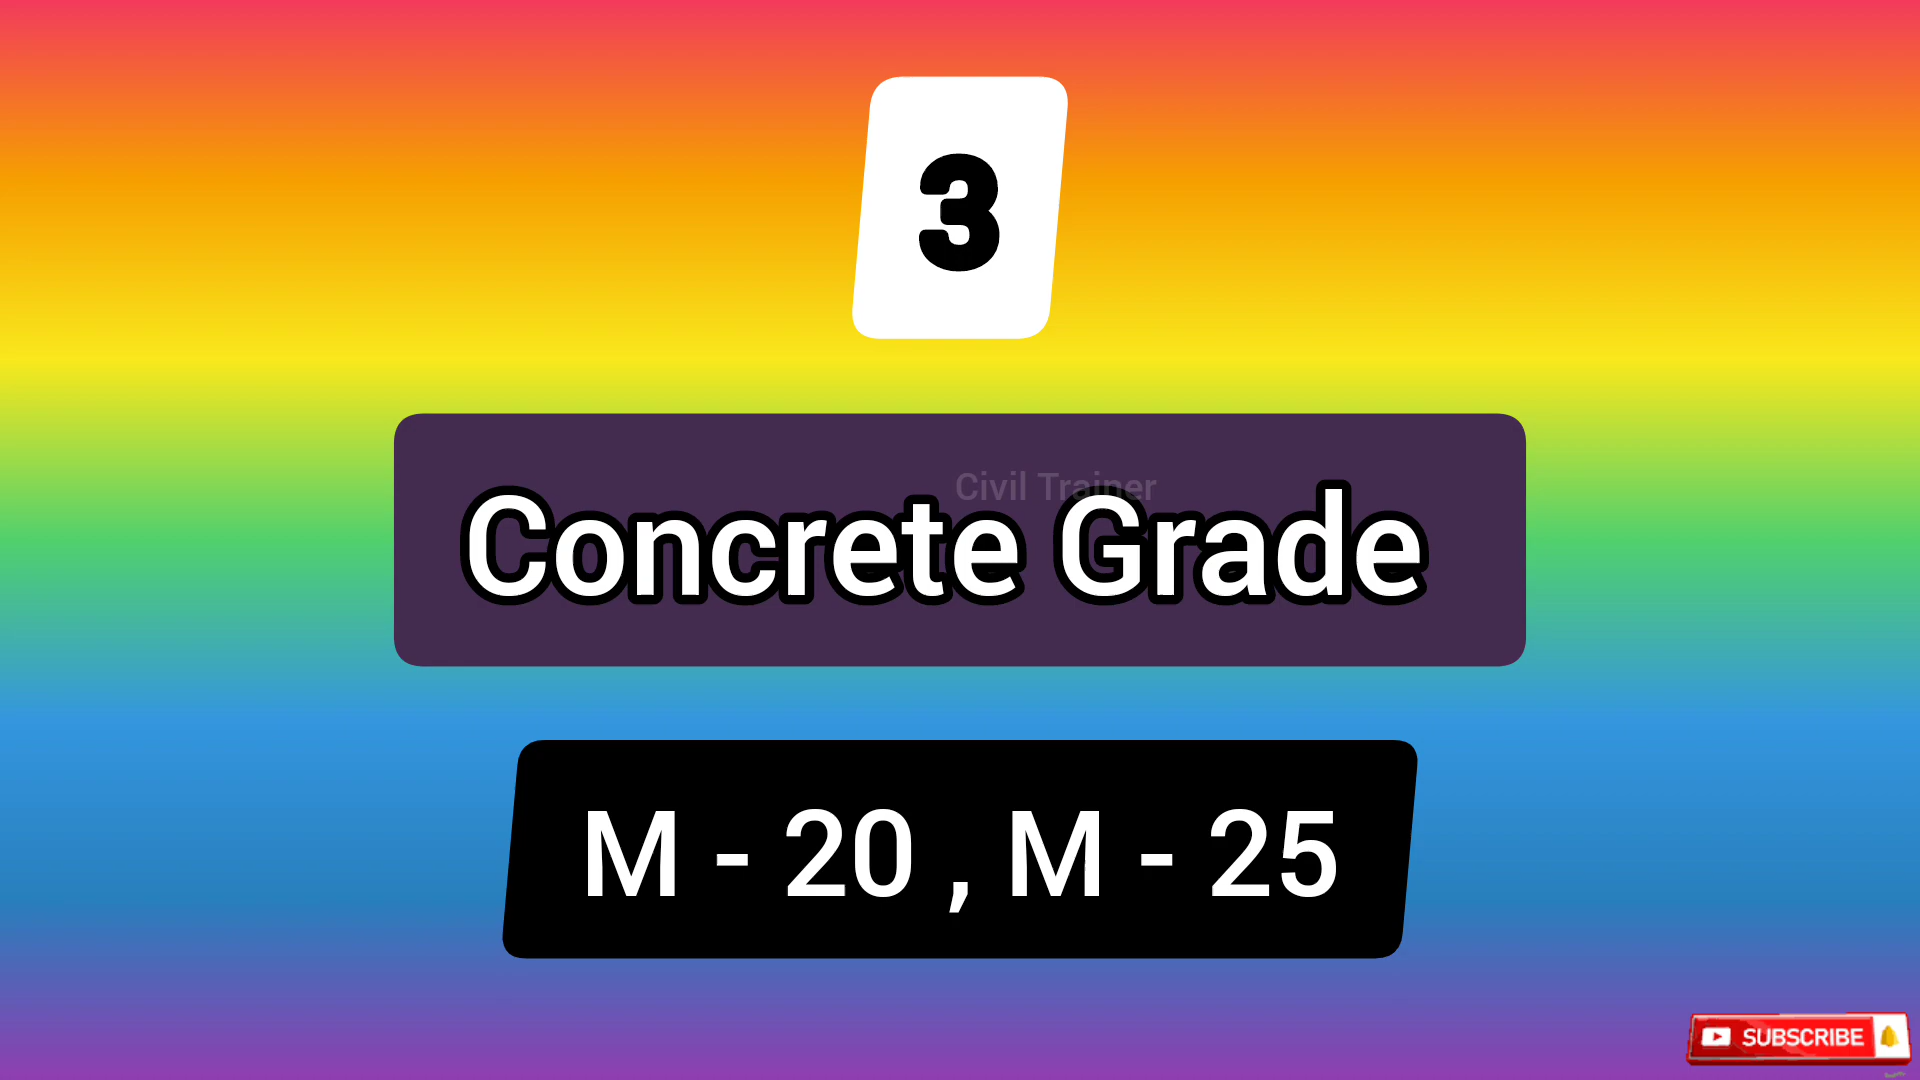 3
Civil Trainer
Concrete Grade
M - 20 , M - 25
SUBSCRIBE